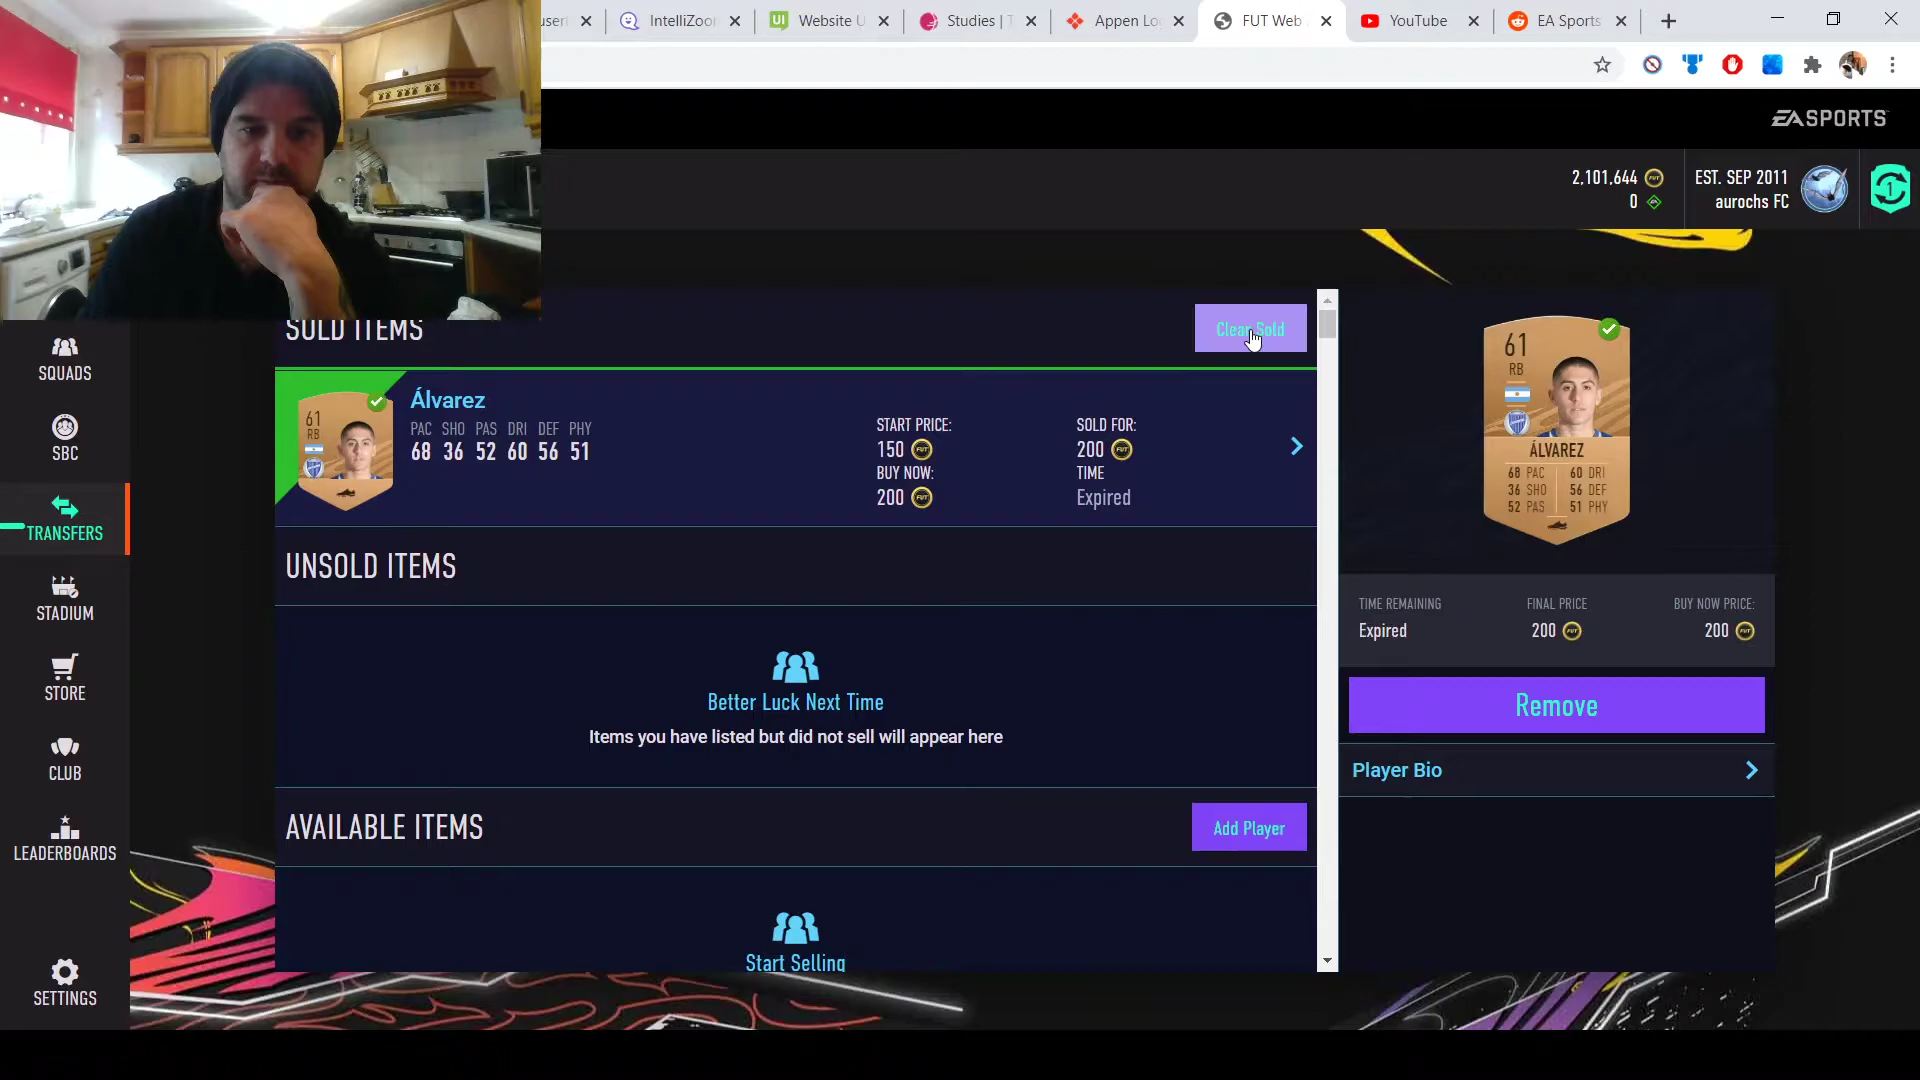 IntelliZoo
Website U
Studies | T
Appen Lo
FUT Web
YouTube
EA Sports
EA SPORTS
2,101,644
0
EST. SEP 2011
aurochs FC
1
SQUADS
SBC
TRANSFERS
STADIUM
STORE
CLUB
LEADERBOARDS
SETTINGS
SOLD ITEMS
Clear Sold
61
RB
Álvarez
PAC SHO PAS DRI DEF PHY
68 36 52 60 56 51
START PRICE:
150
BUY NOW:
200
SOLD FOR:
200
TIME
Expired
UNSOLD ITEMS
Better Luck Next Time
Items you have listed but did not sell will appear here
AVAILABLE ITEMS
Add Player
Start Selling
61
RB
ÁLVAREZ
68 PAC 60 DRI
36 SHO 56 DEF
52 PAS 51 PHY
TIME REMAINING
Expired
FINAL PRICE
200
BUY NOW PRICE:
200
Remove
Player Bio